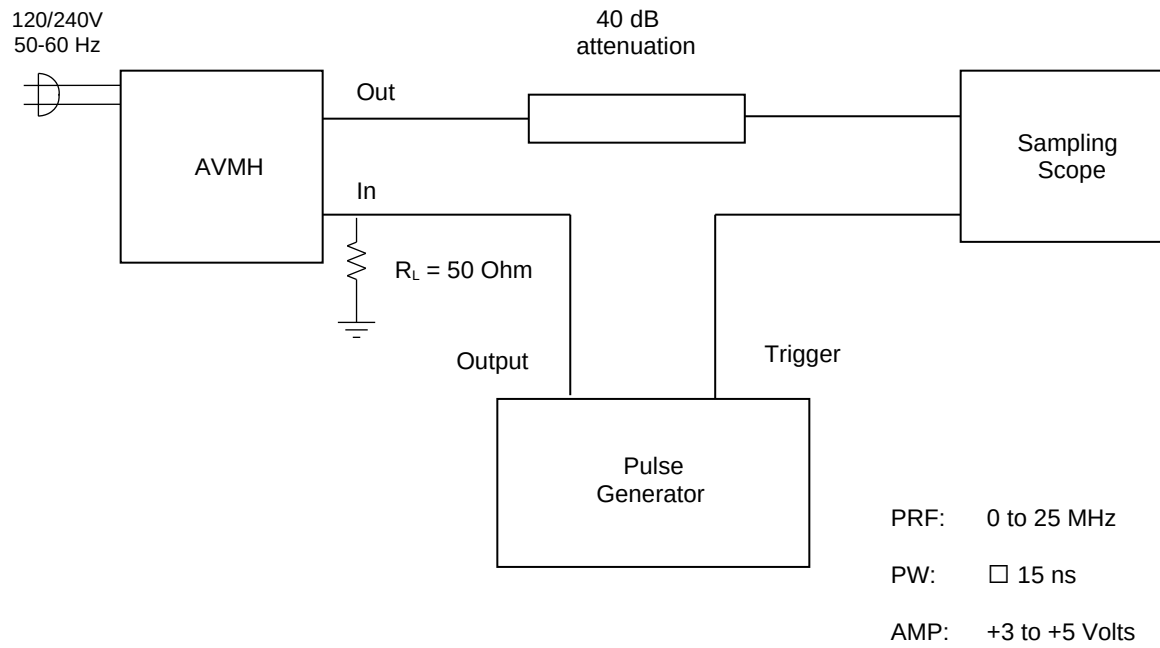 120/240V
50-60 Hz
40 dB
attenuation
Out
AVMH
Sampling
Scope
In
R_L = 50 Ohm
Output
Trigger
Pulse
Generator
PRF: 0 to 25 MHz
PW: □ 15 ns
AMP: +3 to +5 Volts